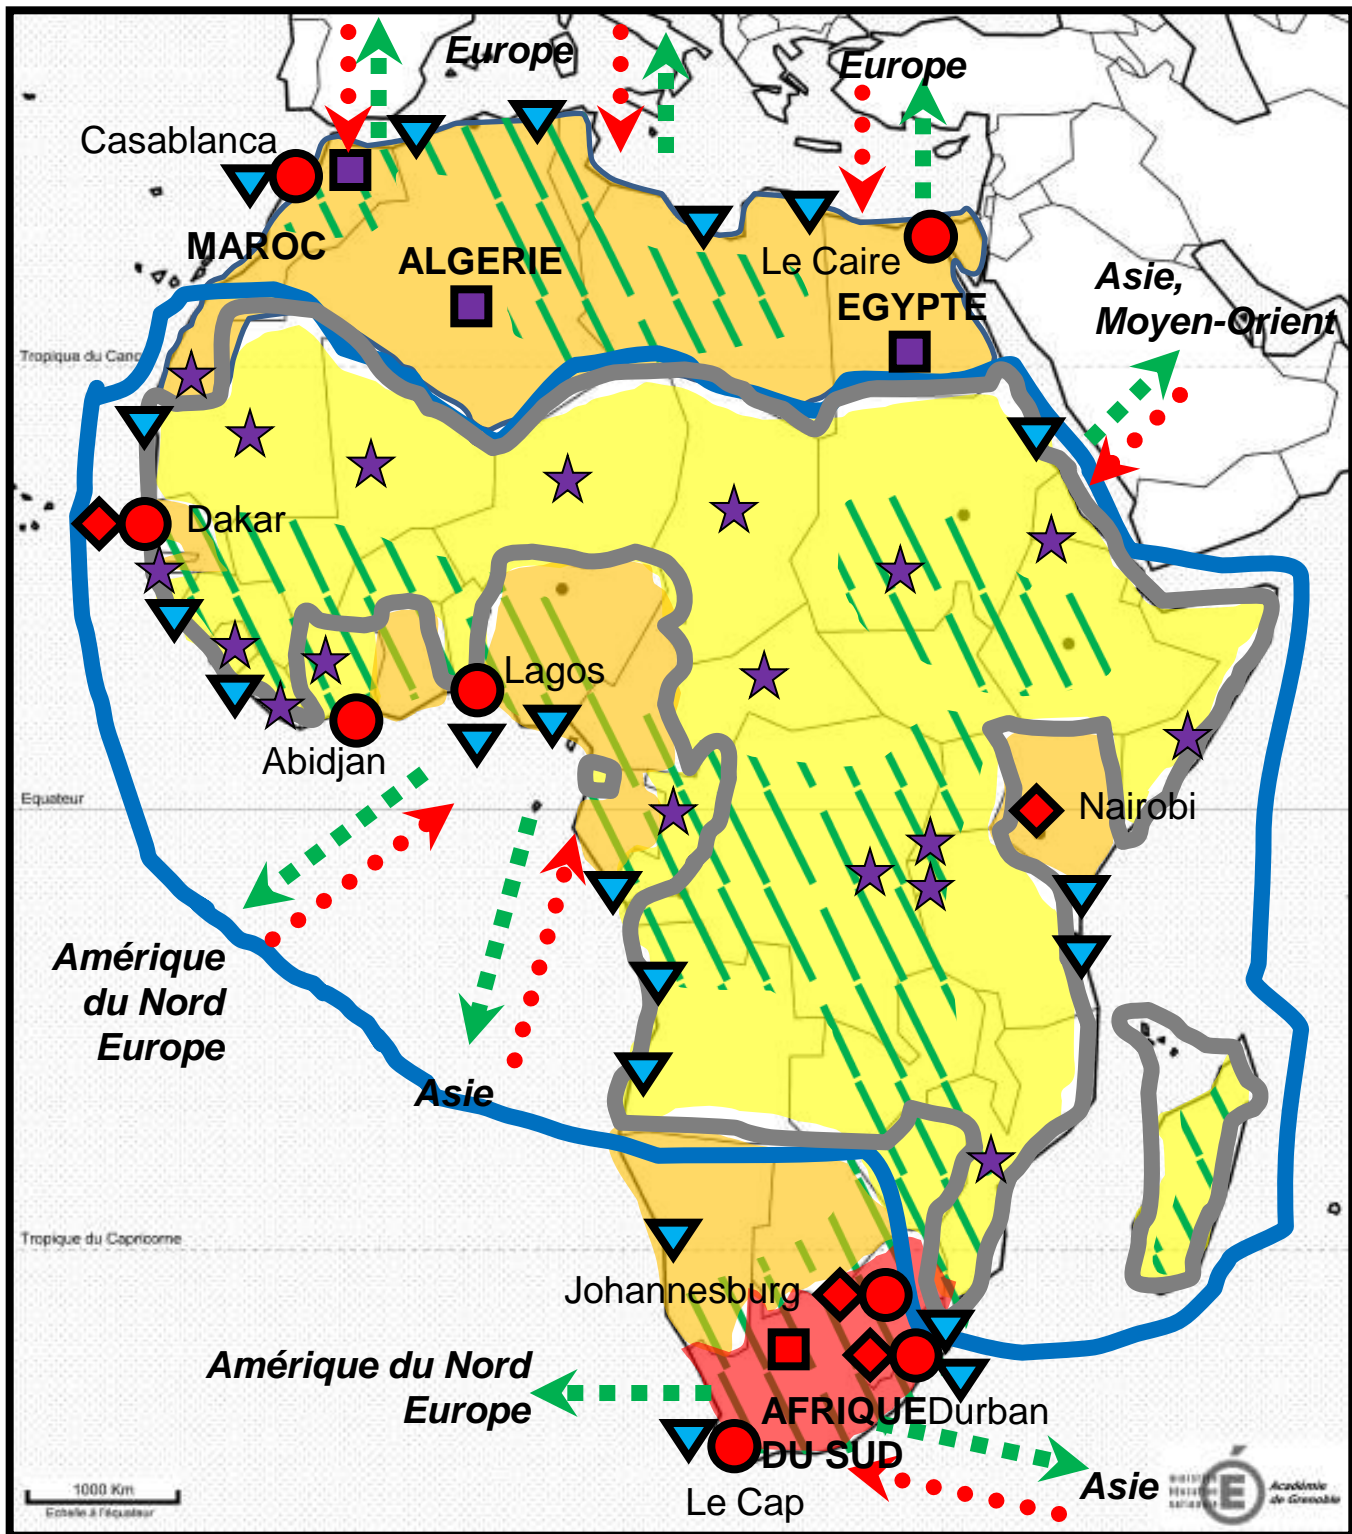 Europe
Europe
Casablanca
MAROC
ALGERIE
Le Caire
EGYPTE
Asie,
Moyen-Orient
Tropique du Canc
Dakar
Lagos
Abidjan
Equateur
Nairobi
Amérique
du Nord
Europe
Asie
Tropique du Capricorne
Johannesburg
Amérique du Nord
Europe
AFRIQUE
DU SUD
Durban
Le Cap
Asie
1000 Km
Echelle à l'équateur
É
Académie
de Grenoble